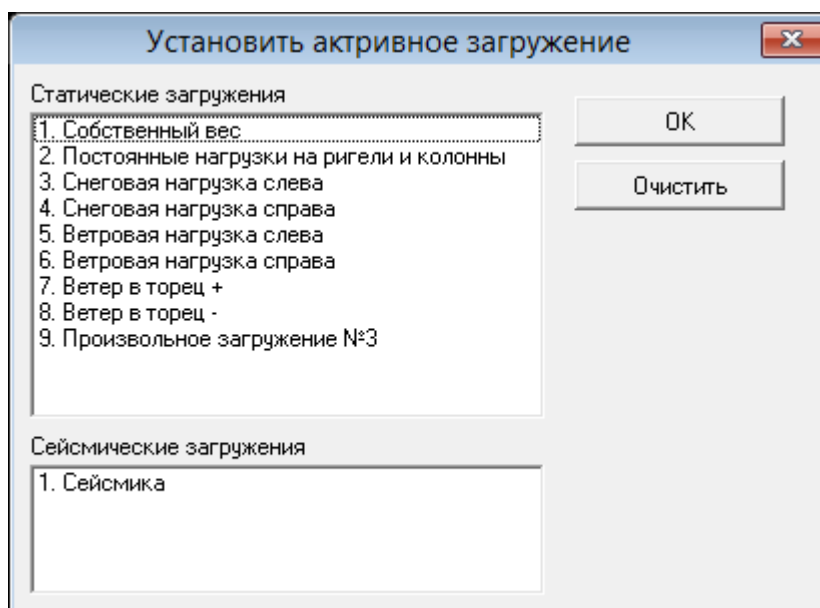 Установить актривное загружение
Статические загружения
1. Собственный вес
2. Постоянные нагрузки на ригели и колонны
3. Снеговая нагрузка слева
4. Снеговая нагрузка справа
5. Ветровая нагрузка слева
6. Ветровая нагрузка справа
7. Ветер в торец +
8. Ветер в торец -
9. Произвольное загружение №3
OK
Очистить
Сейсмические загружения
1. Сейсмика